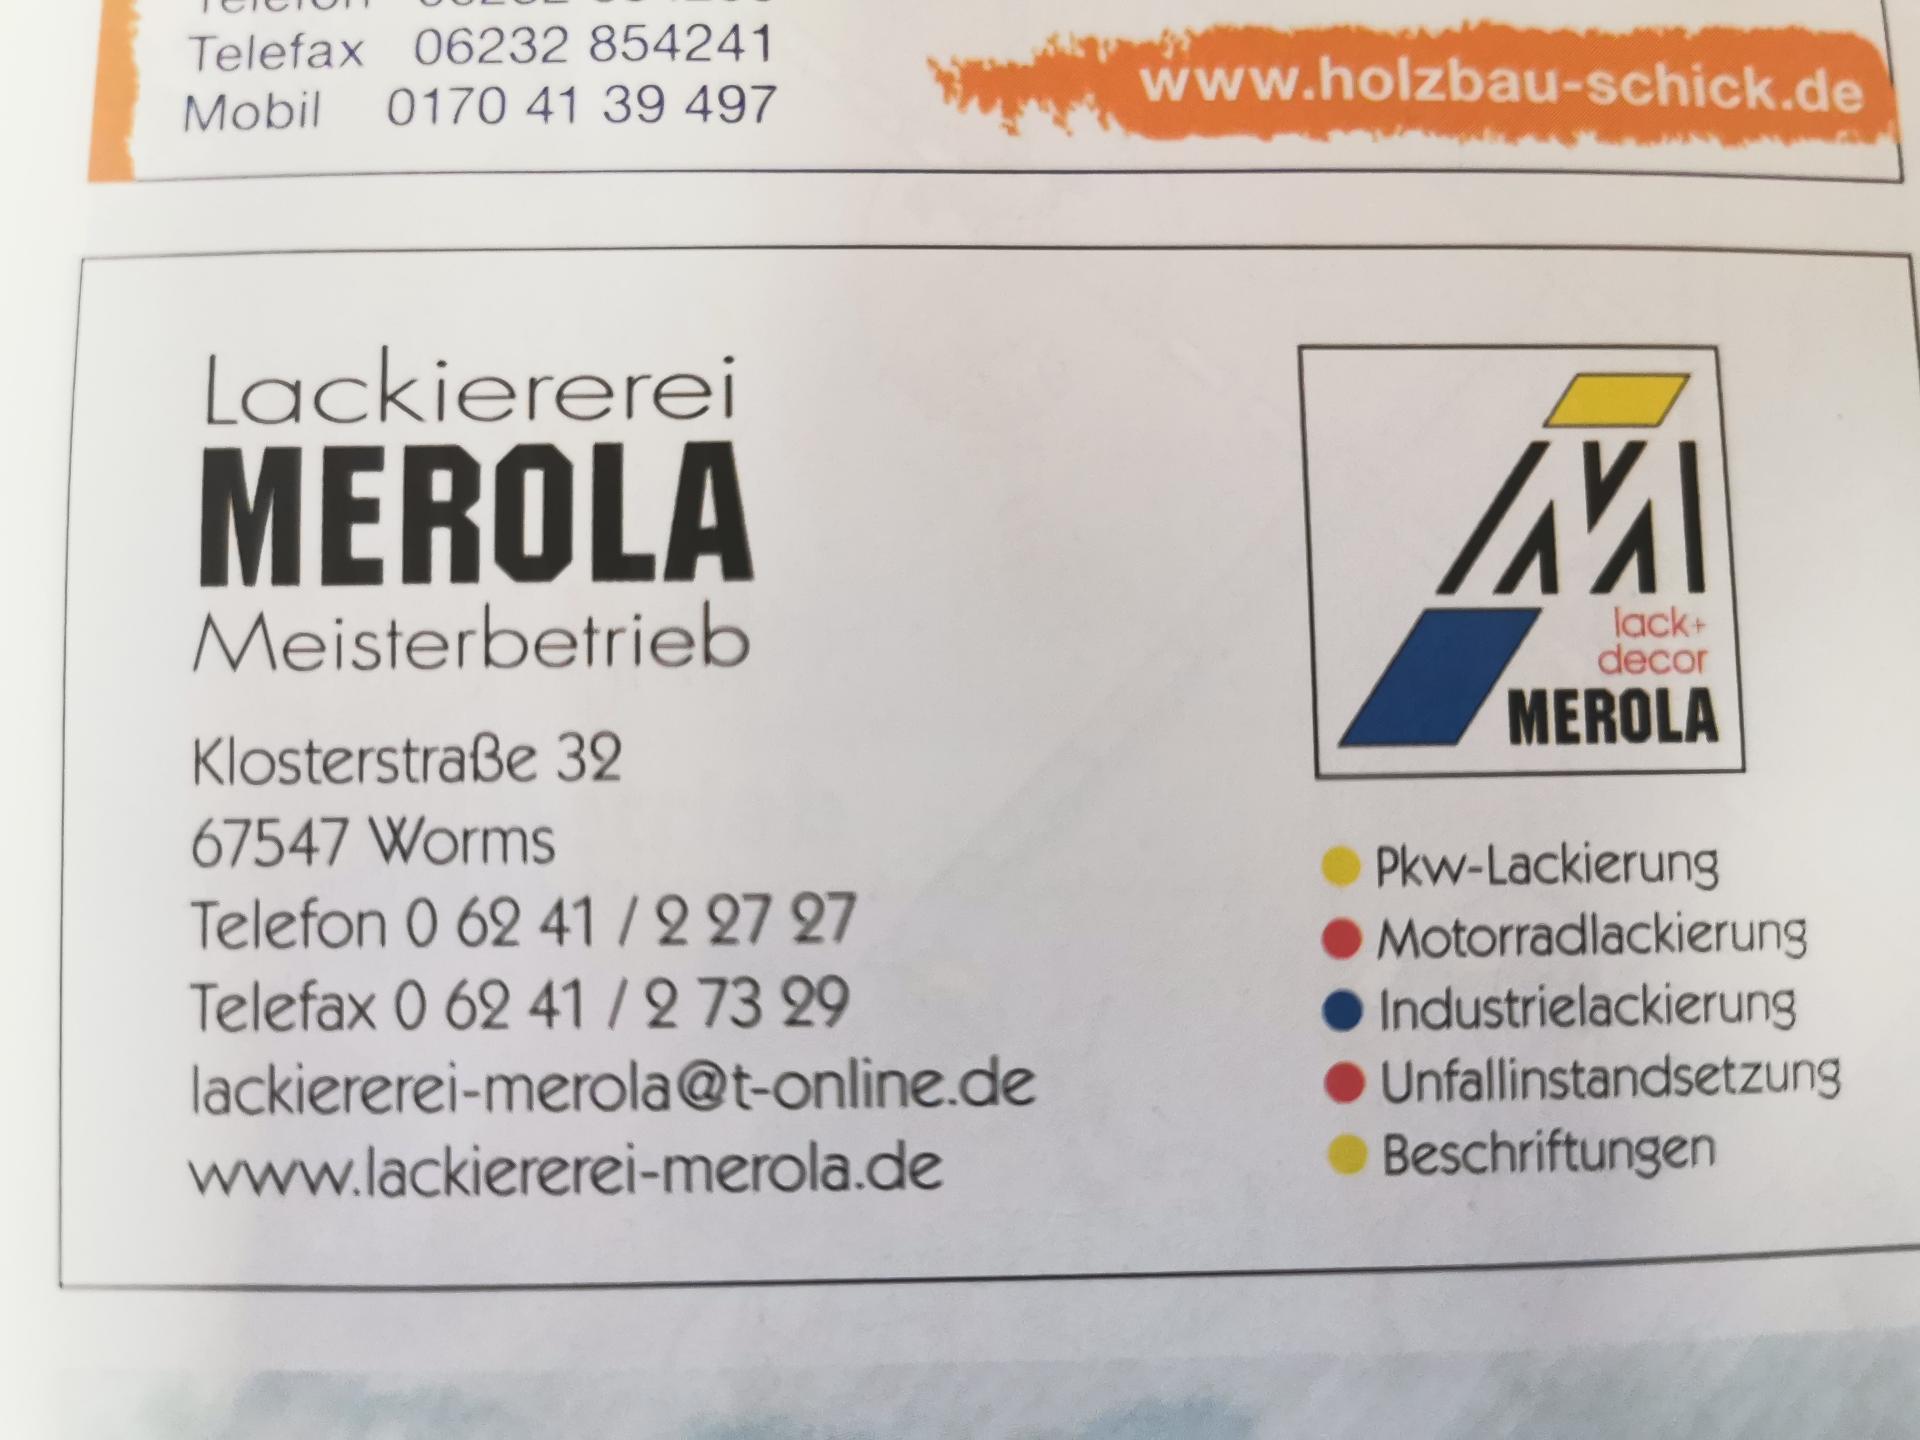 Telefax 06232 854241
Mobil 0170 41 39 497
www.holzbau-schick.de
Lackiererei
MEROLA
Meisterbetrieb
Klosterstraße 32
67547 Worms
Telefon 0 62 41 / 2 27 27
Telefax 0 62 41 / 2 73 29
lackiererei-merola@t-online.de
www.lackiererei-merola.de
M
lack+
decor
MEROLA
Pkw-Lackierung
Motorradlackierung
Industrielackierung
Unfallinstandsetzung
Beschriftungen